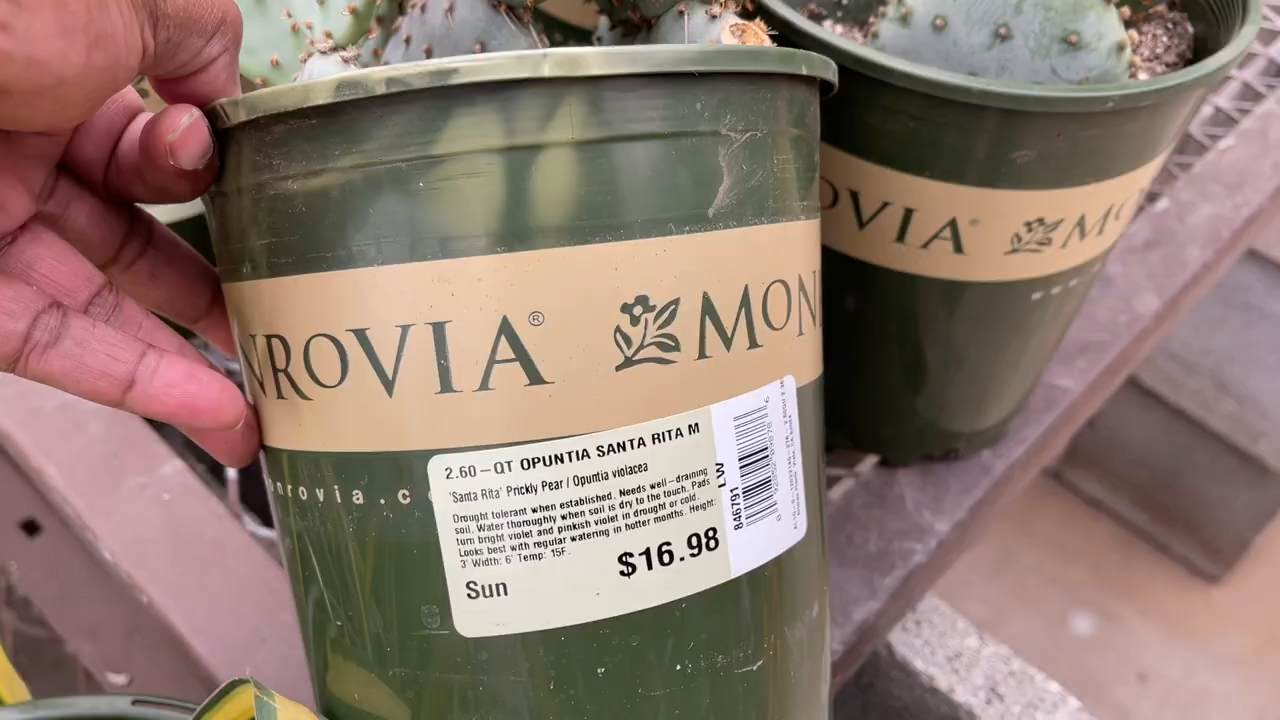 NROVIA® MON
OVIA® MO
onrovia.c
2.60-QT OPUNTIA SANTA RITA M
'Santa Rita' Prickly Pear / Opuntia violacea
Drought tolerant when established. Needs well-draining
soil. Water thoroughly when soil is dry to the touch. Pads
turn bright violet and pinkish violet in drought or cold.
Looks best with regular watering in hotter months. Height:
3' Width: 6' Temp: 15F.
Sun
$16.98
846791
LW